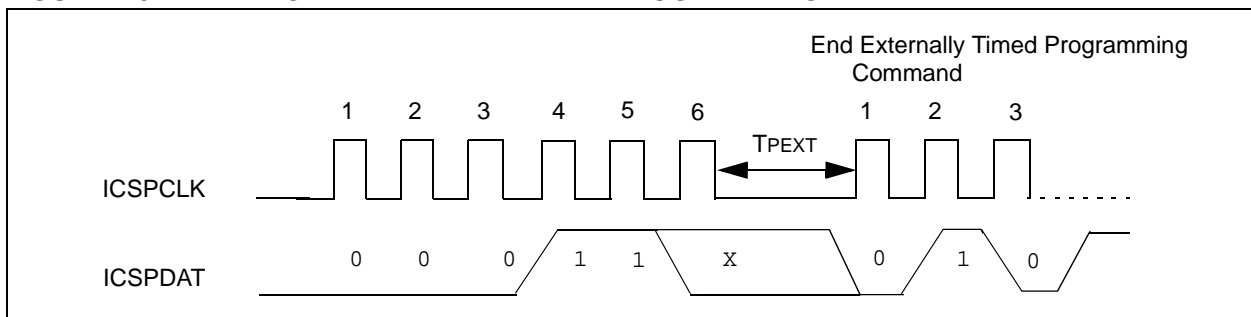 End Externally Timed Programming
Command
1 2 3 4 5 6 1 2 3
TPEXT
ICSPCLK
0 0 0 1 1 X 0 1 0
ICSPDAT